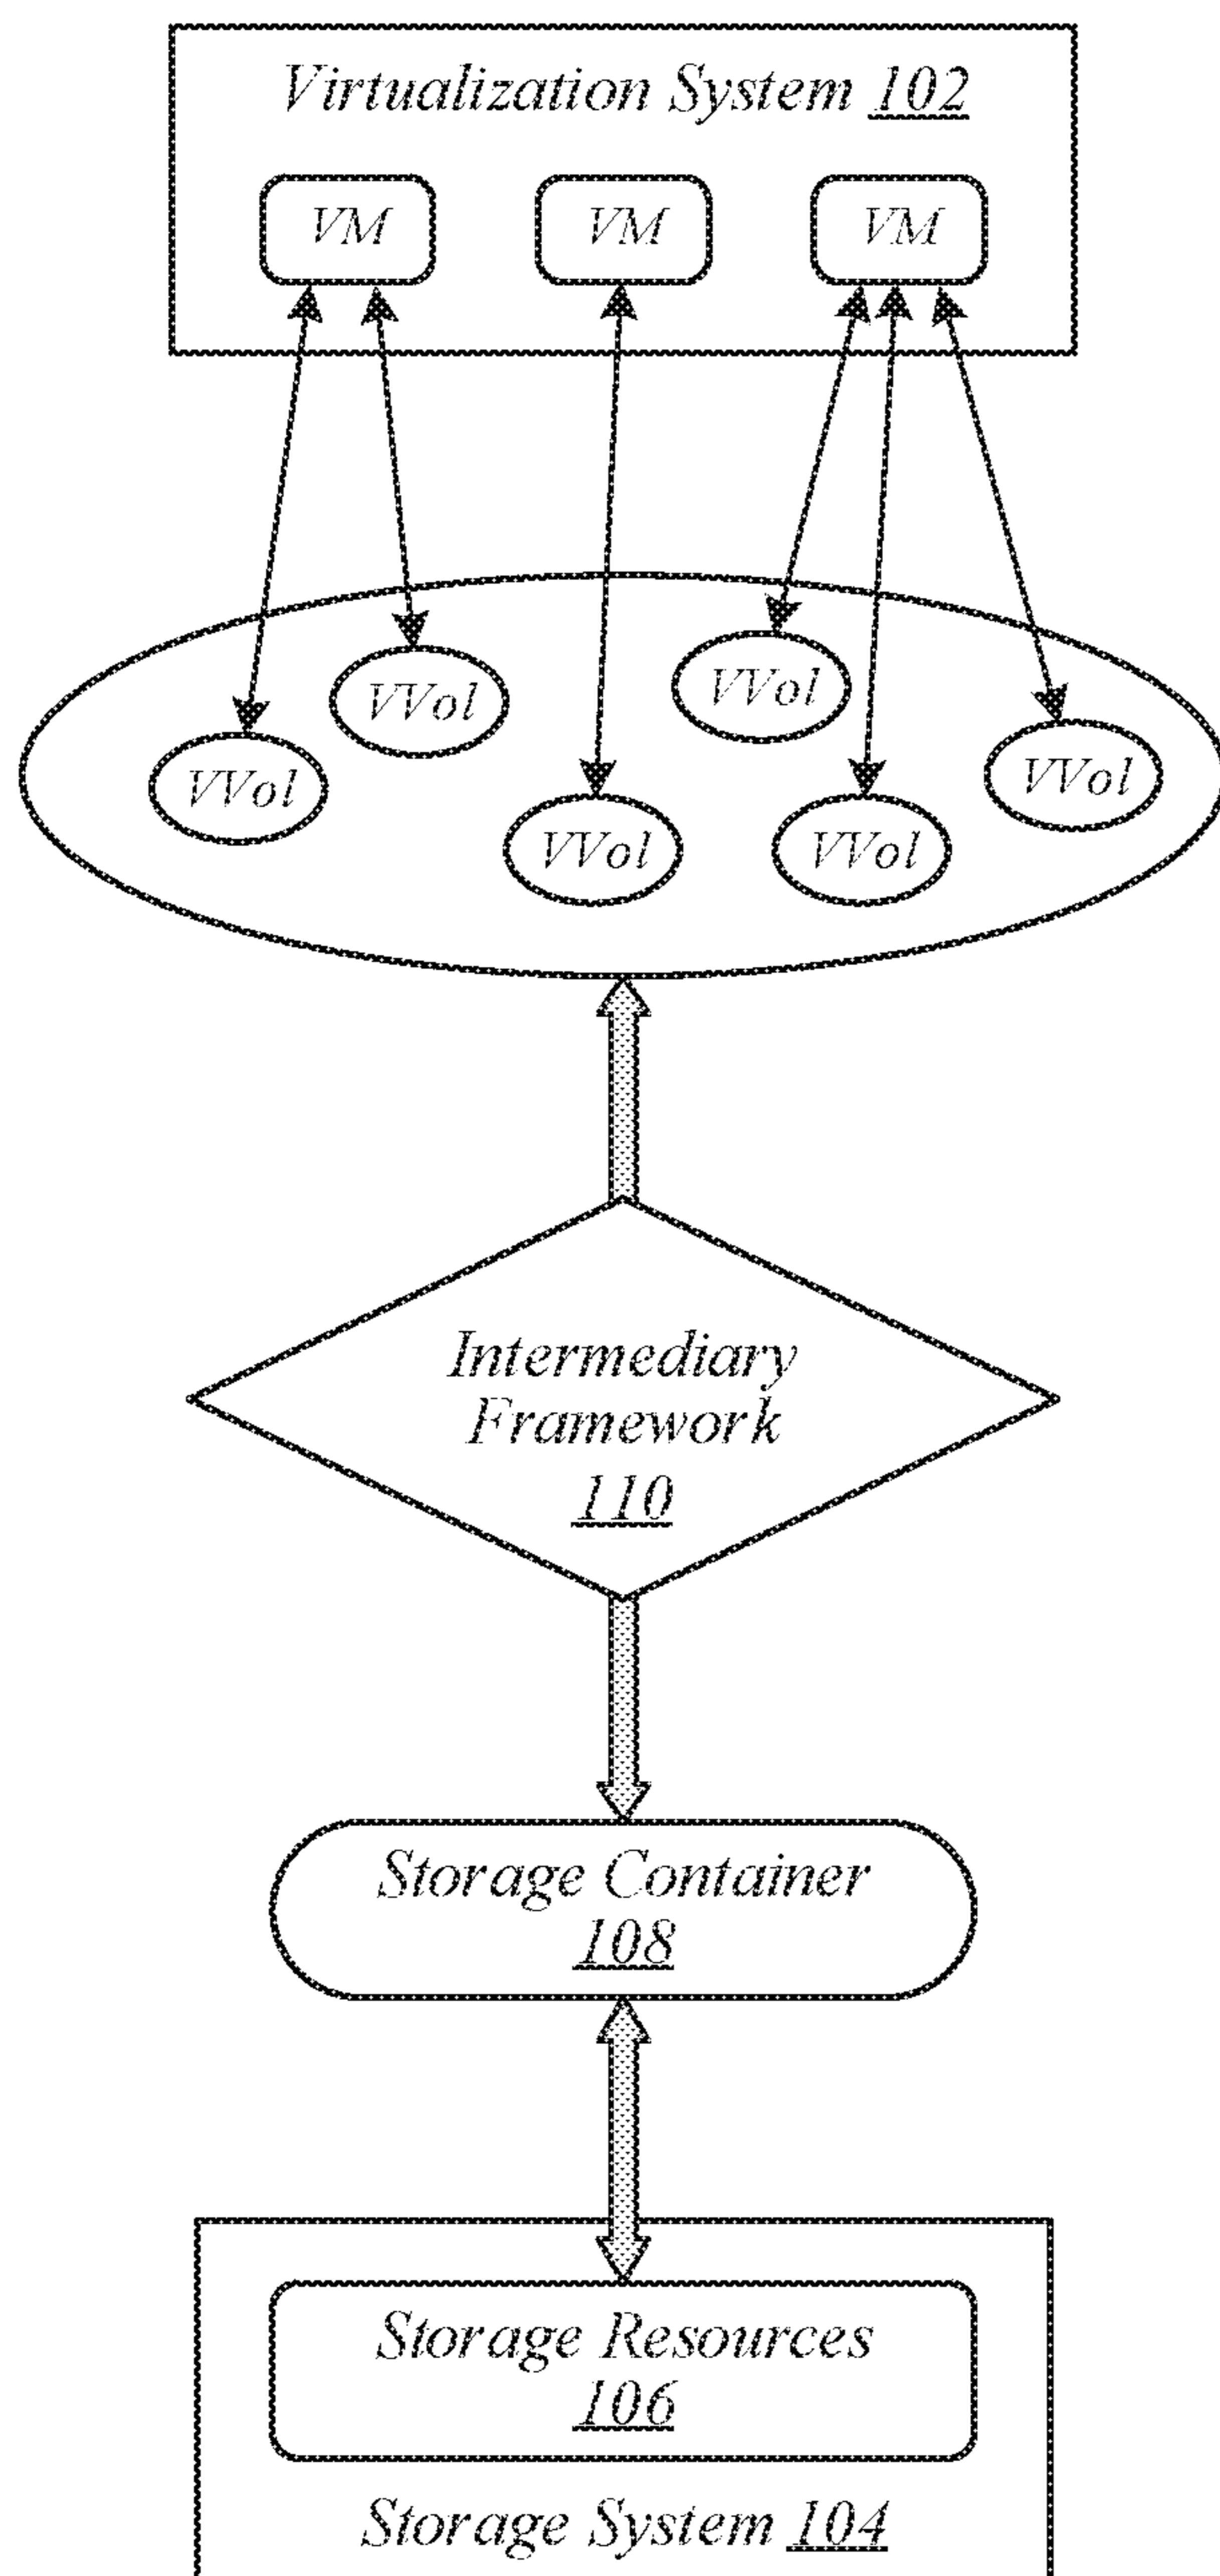 Virtualization System 102
VM VM VM
VVol VVol
VVol VVol
VVol VVol
Intermediary
Framework
110
Storage Container
108
Storage Resources
106
Storage System 104